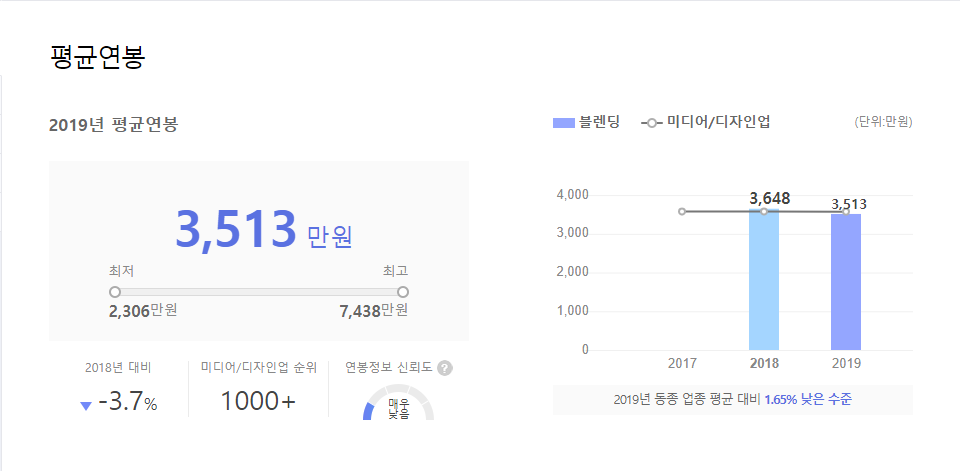 평균연봉
2019년 평균연봉
3,513 만원
최저 최고
2,306만원 7,438만원
2018년 대비
-3.7%
미디어/디자인업 순위
1000+
연봉정보 신뢰도 ?
매우
낮음
블렌딩 미디어/디자인업 (단위:만원)
4,000
3,000
2,000
1,000
0
3,648
3,513
2017 2018 2019
2019년 동종 업종 평균 대비 1.65% 낮은 수준